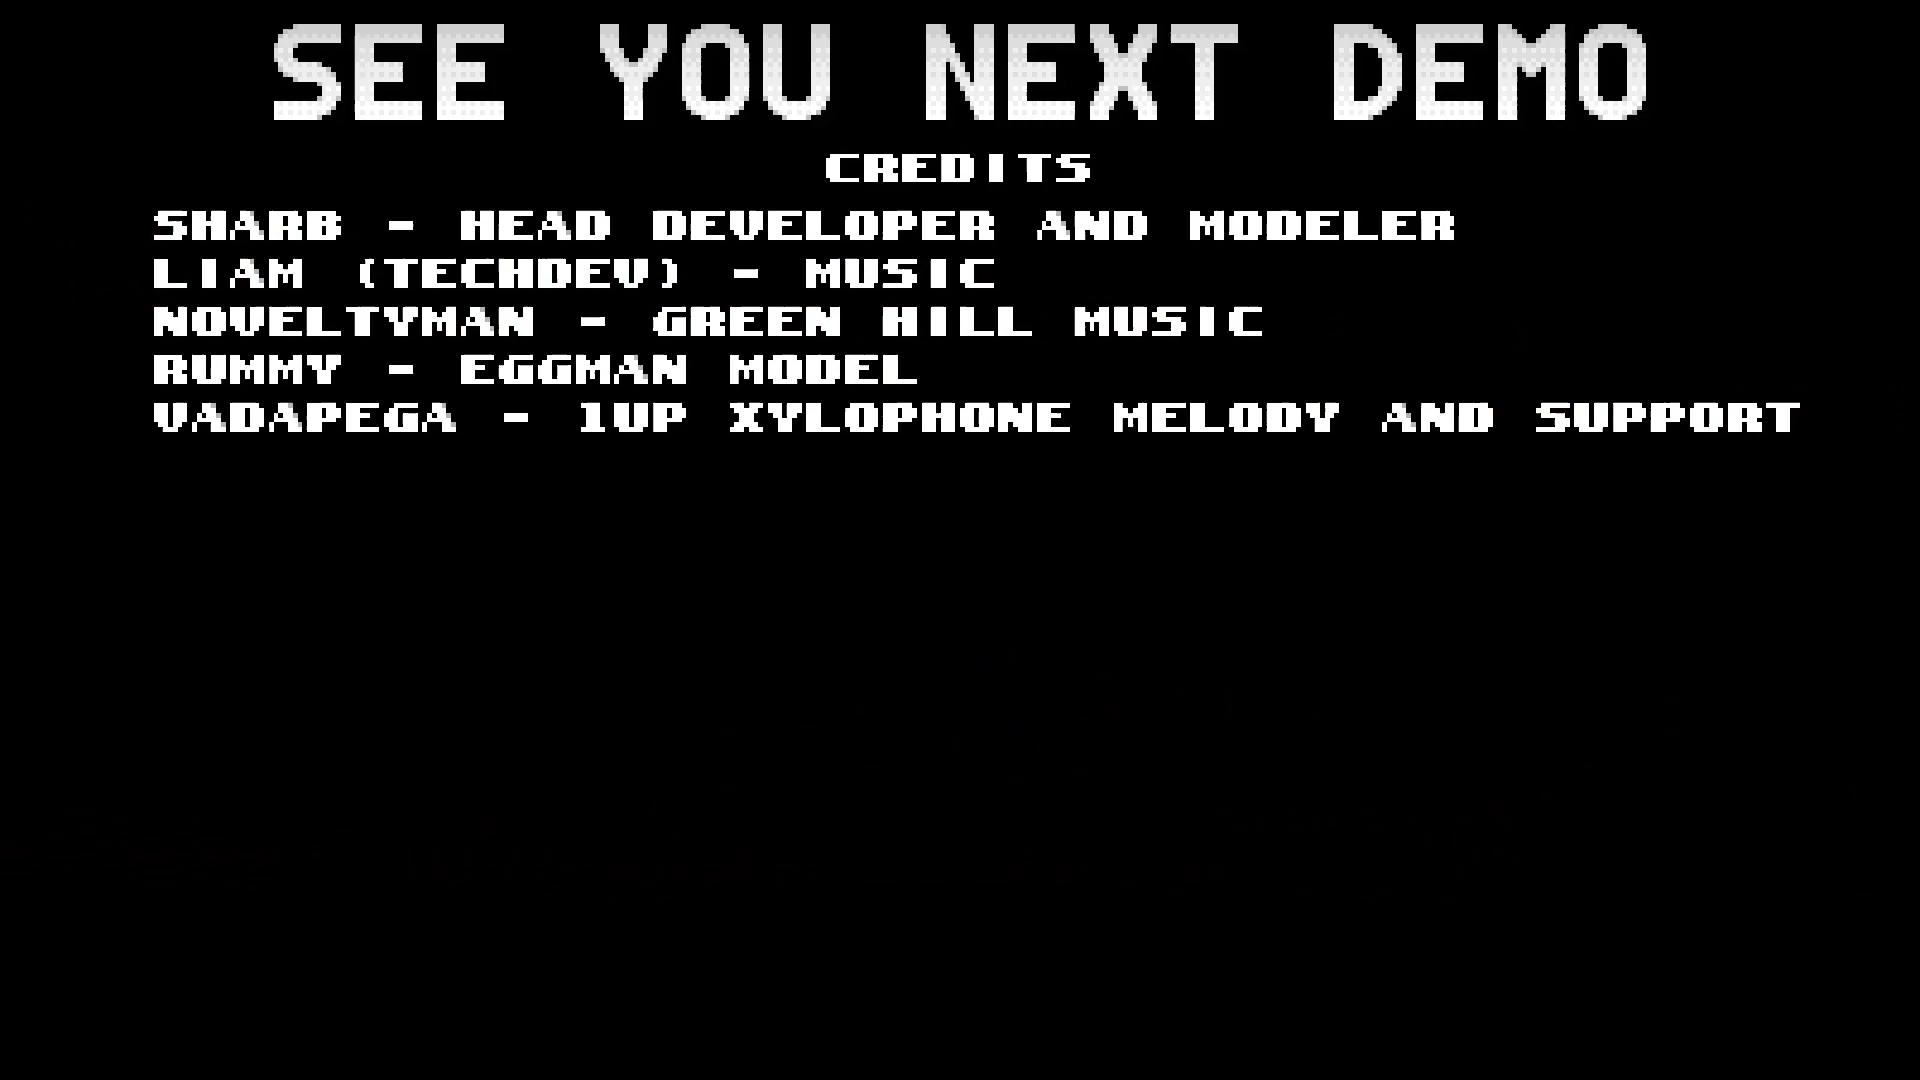 SEE YOU NEXT DEMO
CREDITS
SHARB - HEAD DEVELOPER AND MODELER
LIAM (TECHDEV) - MUSIC
NOVELTYMAN - GREEN HILL MUSIC
RUMMY - EGGMAN MODEL
VADAPEGA - 1UP XYLOPHONE MELODY AND SUPPORT